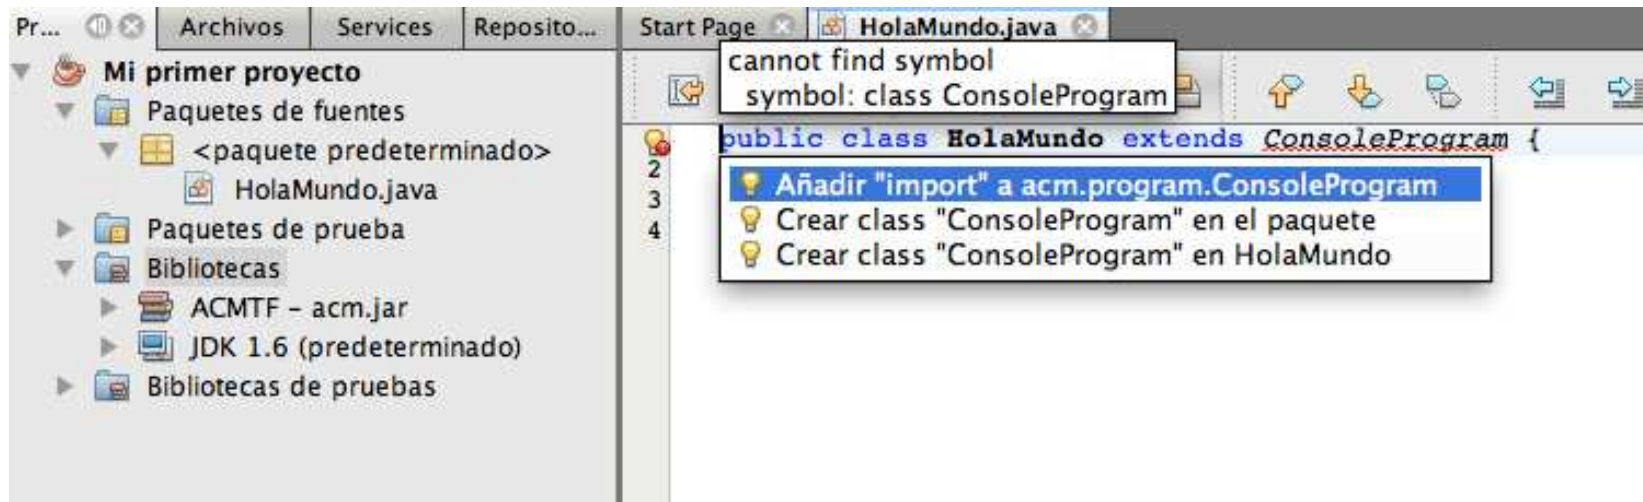 Pr...
Archivos
Services
Reposito...
Mi primer proyecto
Paquetes de fuentes
<paquete predeterminado>
HolaMundo.java
Paquetes de prueba
Bibliotecas
ACMTF - acm.jar
JDK 1.6 (predeterminado)
Bibliotecas de pruebas
Start Page
HolaMundo.java
cannot find symbol
symbol: class ConsoleProgram
public class HolaMundo extends ConsoleProgram {
2
3
4
Añadir "import" a acm.program.ConsoleProgram
Crear class "ConsoleProgram" en el paquete
Crear class "ConsoleProgram" en HolaMundo